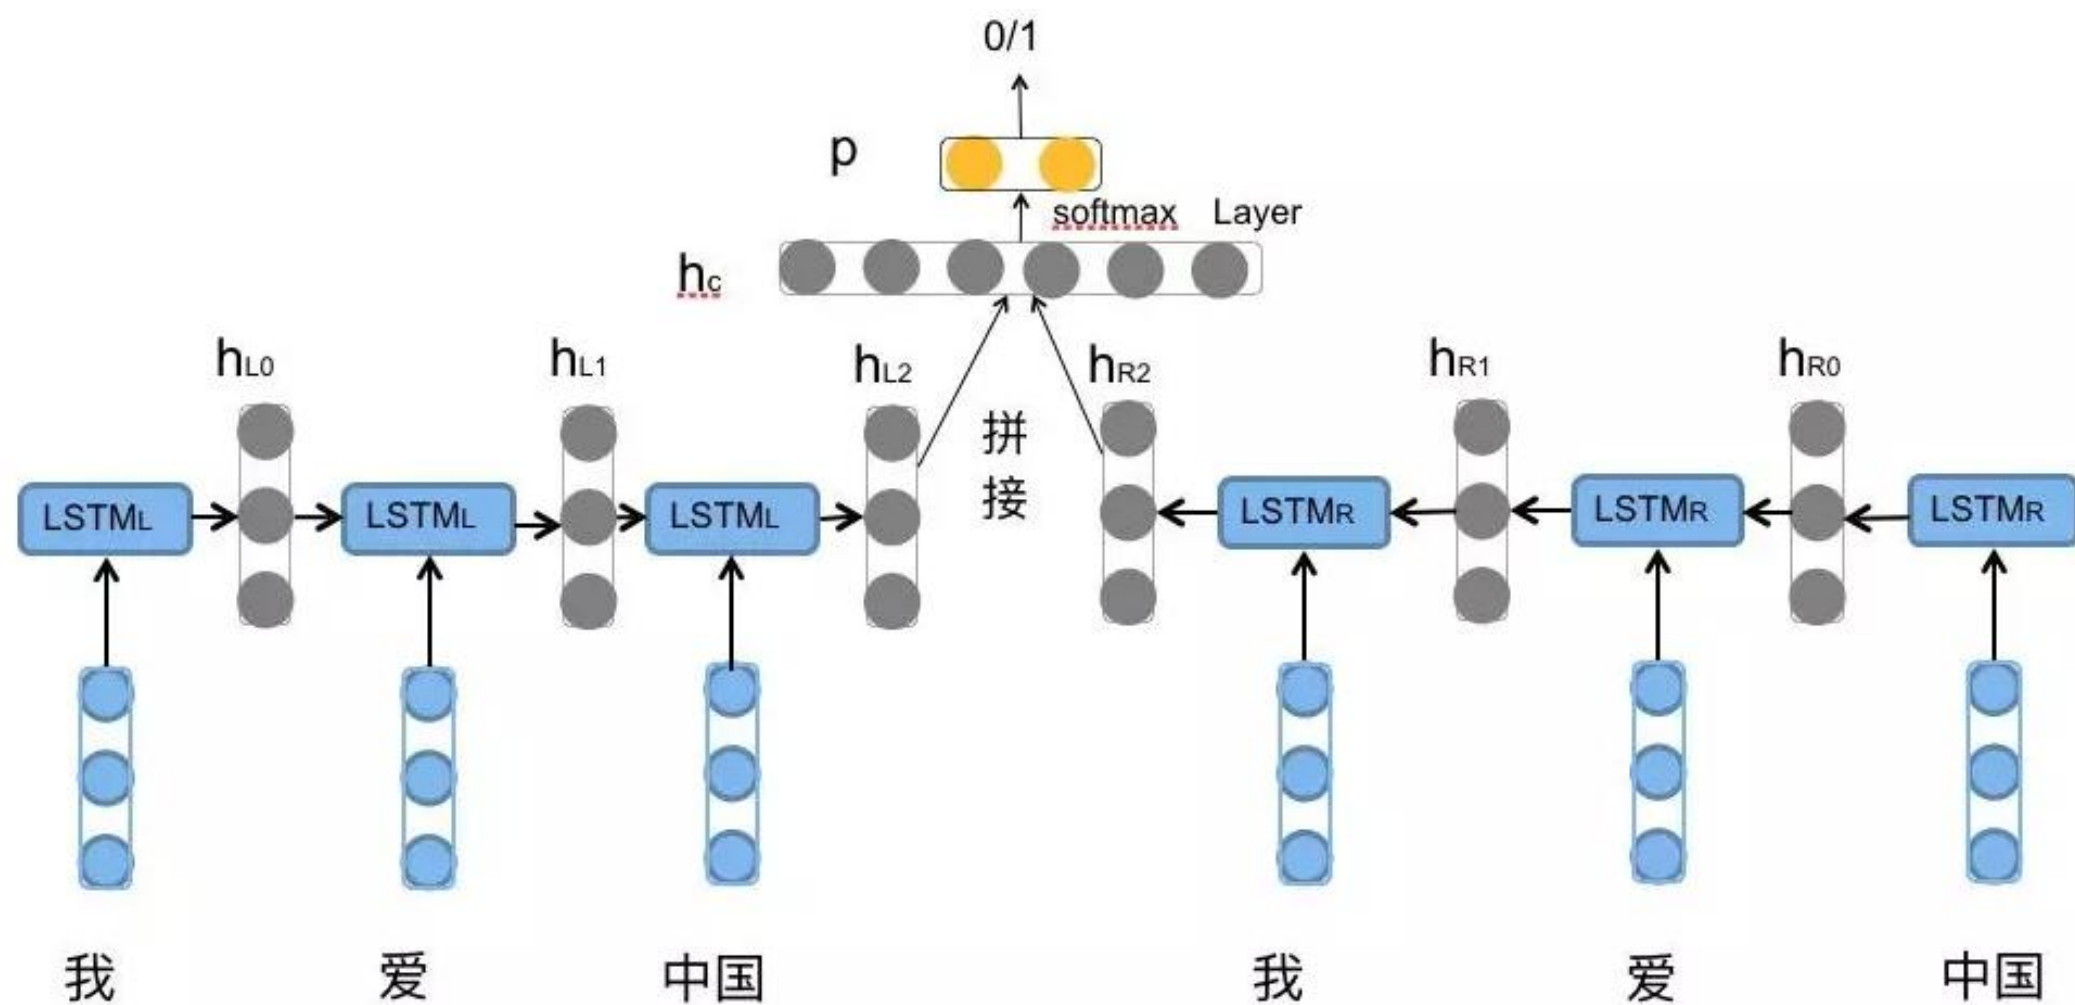 0/1
p
softmax Layer
hc
hL0 hL1 hL2 hR2 hR1 hR0
拼
接
LSTML LSTML LSTML LSTMR LSTMR LSTMR
我 爱 中国 我 爱 中国